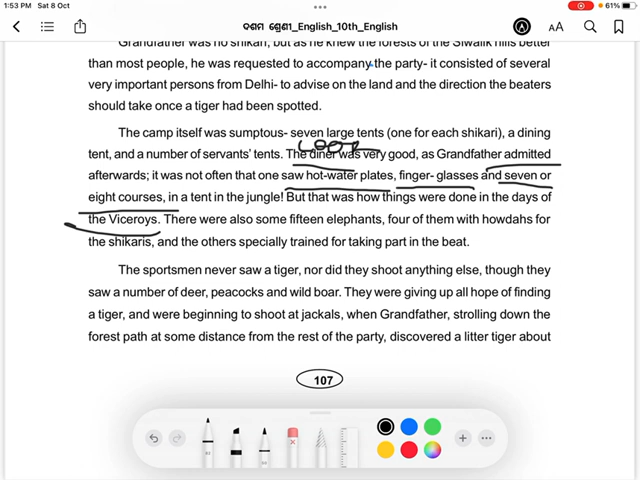 1:53 PM Sat 8 Oct
61%
ଦଶମ ଶ୍ରେଣୀ_English_10th_English
AA
Grandfather was no shikari, but as he knew the forests of the Siwalik hills better
than most people, he was requested to accompany the party- it consisted of several
very important persons from Delhi- to advise on the land and the direction the beaters
should take once a tiger had been spotted.
The camp itself was sumptous- seven large tents (one for each shikari), a dining
tent, and a number of servants' tents. The diner was very good, as Grandfather admitted
afterwards; it was not often that one saw hot-water plates, finger- glasses and seven or
eight courses, in a tent in the jungle! But that was how things were done in the days of
the Viceroys. There were also some fifteen elephants, four of them with howdahs for
the shikaris, and the others specially trained for taking part in the beat.
The sportsmen never saw a tiger, nor did they shoot anything else, though they
saw a number of deer, peacocks and wild boar. They were giving up all hope of finding
a tiger, and were beginning to shoot at jackals, when Grandfather, strolling down the
forest path at some distance from the rest of the party, discovered a litter tiger about
107